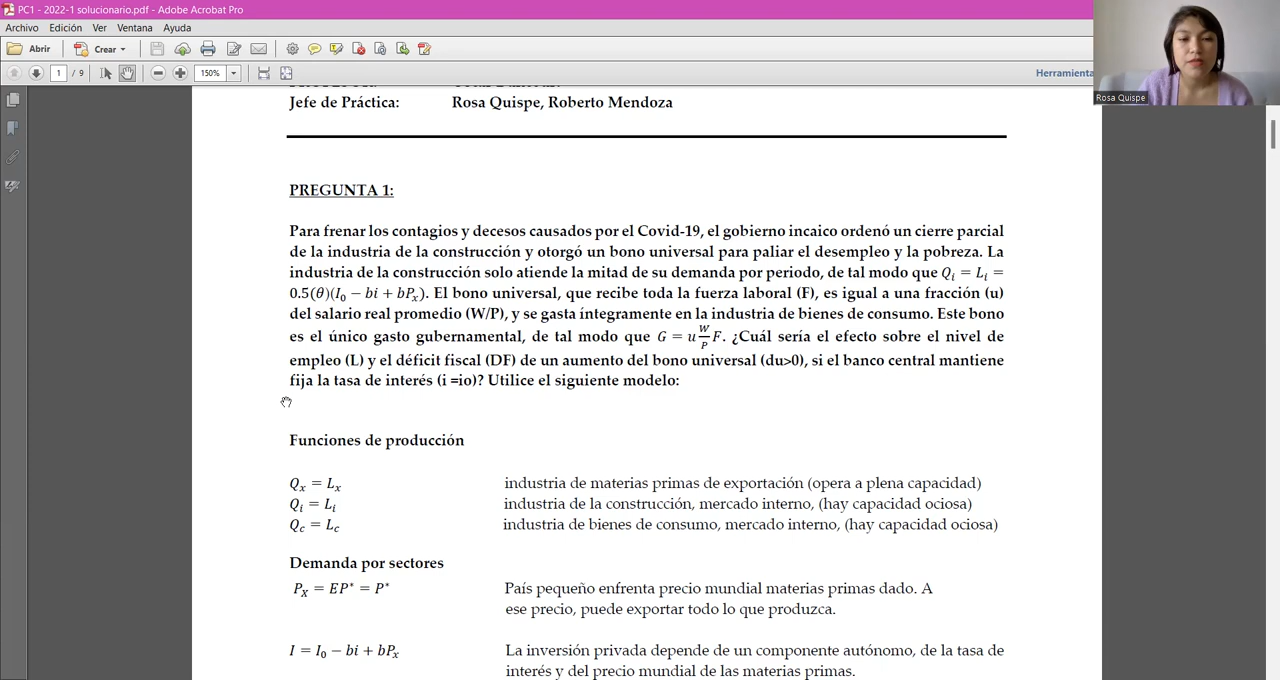 PC1 - 2022-1 solucionario.pdf - Adobe Acrobat Pro
Archivo Edición Ver Ventana Ayuda
Abrir Crear
1 / 9 150% Herramienta
Rosa Quispe
Jefe de Práctica: Rosa Quispe, Roberto Mendoza
PREGUNTA 1:
Para frenar los contagios y decesos causados por el Covid-19, el gobierno incaico ordenó un cierre parcial
de la industria de la construcción y otorgó un bono universal para paliar el desempleo y la pobreza. La
industria de la construcción solo atiende la mitad de su demanda por periodo, de tal modo que Qᵢ = Lᵢ =
0.5(θ)(I₀ − bi + bPₓ). El bono universal, que recibe toda la fuerza laboral (F), es igual a una fracción (u)
del salario real promedio (W/P), y se gasta íntegramente en la industria de bienes de consumo. Este bono
es el único gasto gubernamental, de tal modo que G = u W/P F. ¿Cuál sería el efecto sobre el nivel de
empleo (L) y el déficit fiscal (DF) de un aumento del bono universal (du>0), si el banco central mantiene
fija la tasa de interés (i =io)? Utilice el siguiente modelo:
Funciones de producción
Qₓ = Lₓ industria de materias primas de exportación (opera a plena capacidad)
Qᵢ = Lᵢ industria de la construcción, mercado interno, (hay capacidad ociosa)
Q_c = L_c industria de bienes de consumo, mercado interno, (hay capacidad ociosa)
Demanda por sectores
P_X = EP* = P* País pequeño enfrenta precio mundial materias primas dado. A
ese precio, puede exportar todo lo que produzca.
I = I₀ − bi + bPₓ La inversión privada depende de un componente autónomo, de la tasa de
interés y del precio mundial de las materias primas.